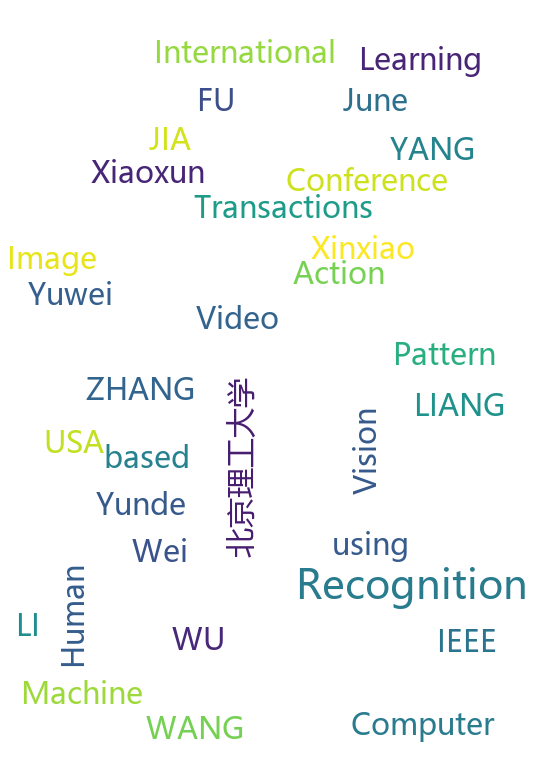 International
Learning
FU
June
JIA
YANG
Xiaoxun
Conference
Transactions
Xinxiao
Image
Action
Yuwei
Video
Pattern
ZHANG
LIANG
USA
based
北京理工大学
Vision
Yunde
Wei
using
Recognition
Human
LI
WU
IEEE
Machine
WANG
Computer